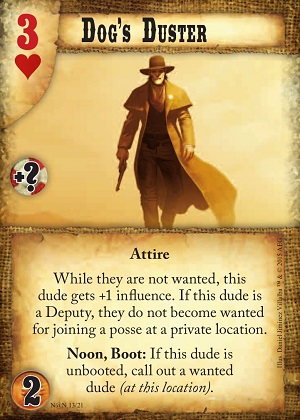 3
Dog's Duster
+?
Attire
While they are not wanted, this
dude gets +1 influence. If this dude is
a Deputy, they do not become wanted
for joining a posse at a private location.
Noon, Boot: If this dude is
unbooted, call out a wanted
dude (at this location).
2